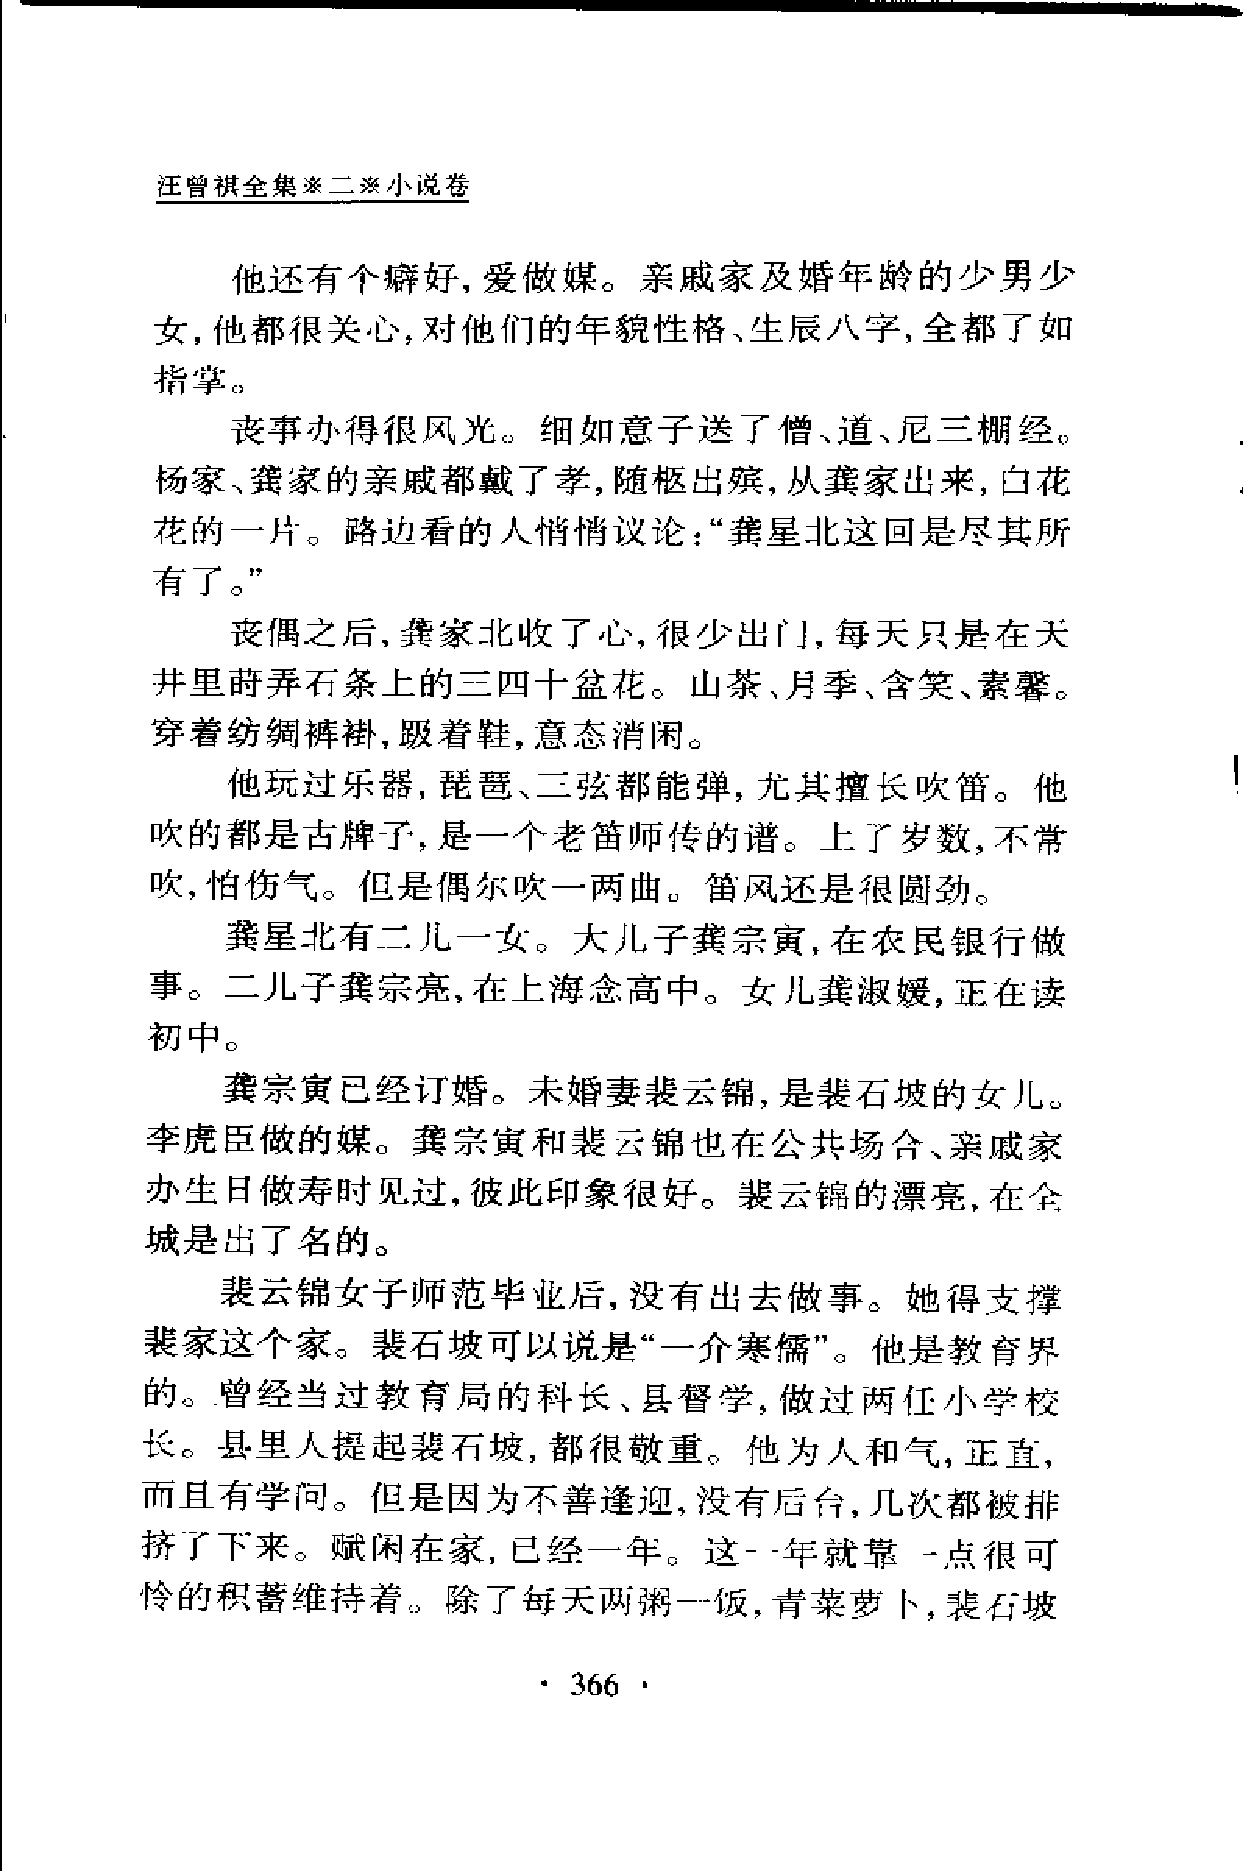 汪曾祺全集※二※小说卷
他还有个癖好,爱做媒。亲戚家及婚年龄的少男少
女,他都很关心,对他们的年貌性格、生辰八字,全都了如
指掌。
丧事办得很风光。细如意子送了僧、道、尼三棚经。
杨家、龚家的亲戚都戴了孝,随柩出殡,从龚家出来,白花
花的一片。路边看的人悄悄议论:“龚星北这回是尽其所
有了。”
丧偶之后,龚家北收了心,很少出门,每天只是在天
井里莳弄石条上的三四十盆花。山茶、月季、含笑、素馨。
穿着纺绸裤褂,趿着鞋,意态消闲。
他玩过乐器,琵琶、三弦都能弹,尤其擅长吹笛。他
吹的都是古牌子,是一个老笛师传的谱。上了岁数,不常
吹,怕伤气。但是偶尔吹一两曲。笛风还是很圆劲。
龚星北有二儿一女。大儿子龚宗寅,在农民银行做
事。二儿子龚宗亮,在上海念高中。女儿龚淑媛,正在读
初中。
龚宗寅已经订婚。未婚妻裴云锦,是裴石坡的女儿。
李虎臣做的媒。龚宗寅和裴云锦也在公共场合、亲戚家
办生日做寿时见过,彼此印象很好。裴云锦的漂亮,在全
城是出了名的。
裴云锦女子师范毕业后,没有出去做事。她得支撑
裴家这个家。裴石坡可以说是“一介寒儒”。他是教育界
的。曾经当过教育局的科长、县督学,做过两任小学校
长。县里人提起裴石坡,都很敬重。他为人和气,正直,
而且有学问。但是因为不善逢迎,没有后台,几次都被排
挤了下来。赋闲在家,已经一年。这一年就靠一点很可
怜的积蓄维持着。除了每天两粥一饭,青菜萝卜,裴石坡
· 366 ·